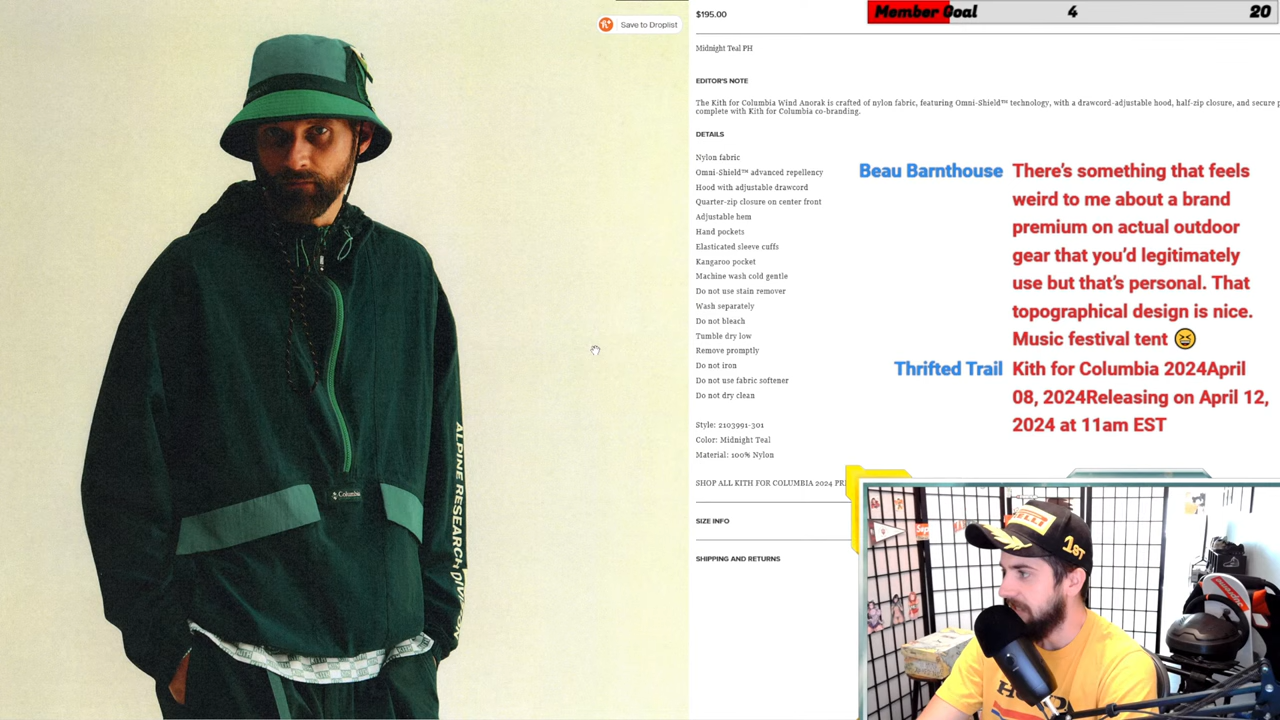 Save to Droplist
$195.00
Member Goal 4 20
Midnight Teal PH
EDITOR'S NOTE
The Kith for Columbia Wind Anorak is crafted of nylon fabric, featuring Omni-Shield™ technology, with a drawcord-adjustable hood, half-zip closure, and secure
complete with Kith for Columbia co-branding.
DETAILS
Nylon fabric
Omni-Shield™ advanced repellency
Hood with adjustable drawcord
Quarter-zip closure on center front
Adjustable hem
Hand pockets
Elasticated sleeve cuffs
Kangaroo pocket
Machine wash cold gentle
Do not use stain remover
Wash separately
Do not bleach
Tumble dry low
Remove promptly
Do not iron
Do not use fabric softener
Do not dry clean
Style: 2103991-301
Color: Midnight Teal
Material: 100% Nylon
SHOP ALL KITH FOR COLUMBIA 2024
SIZE INFO
SHIPPING AND RETURNS
Beau Barnthouse There's something that feels
weird to me about a brand
premium on actual outdoor
gear that you'd legitimately
use but that's personal. That
topographical design is nice.
Music festival tent
Thrifted Trail Kith for Columbia 2024April
08, 2024Releasing on April 12,
2024 at 11am EST
Columbia
ALPINE RESEARCH DIVISION
1ST